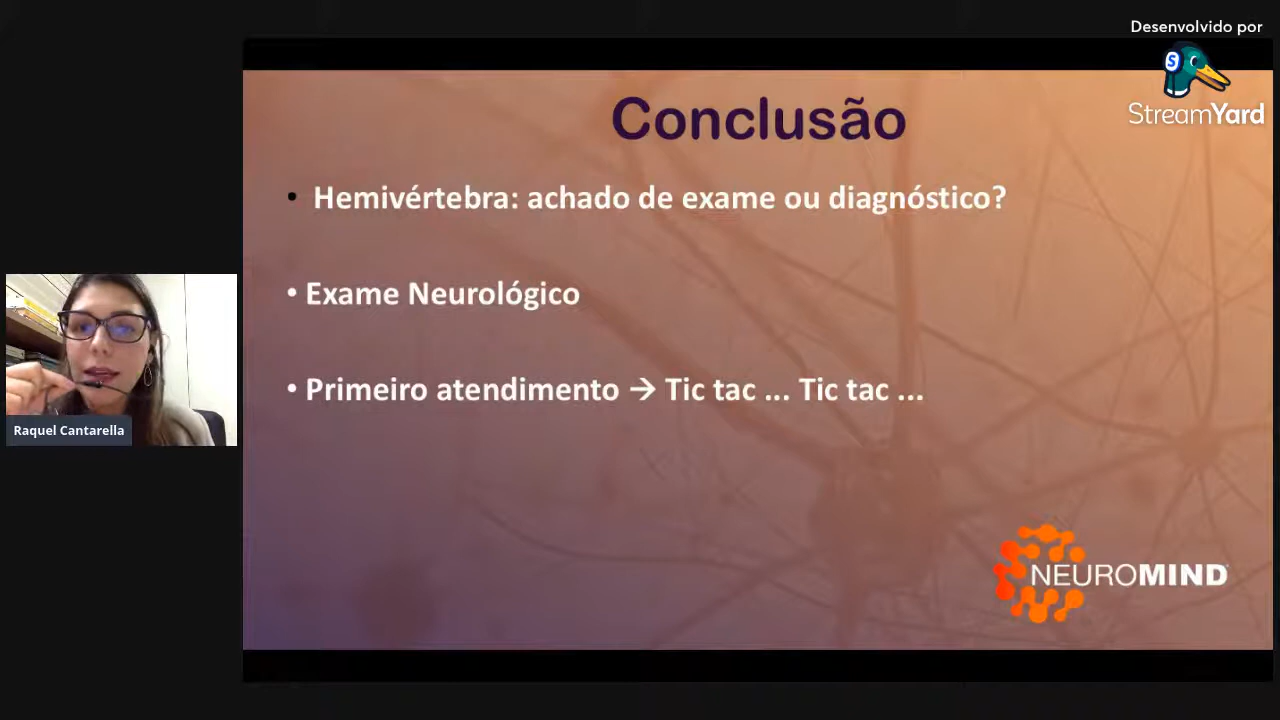 Desenvolvido por
StreamYard
Conclusão
• Hemivértebra: achado de exame ou diagnóstico?
• Exame Neurológico
• Primeiro atendimento → Tic tac ... Tic tac ...
Raquel Cantarella
NEUROMIND